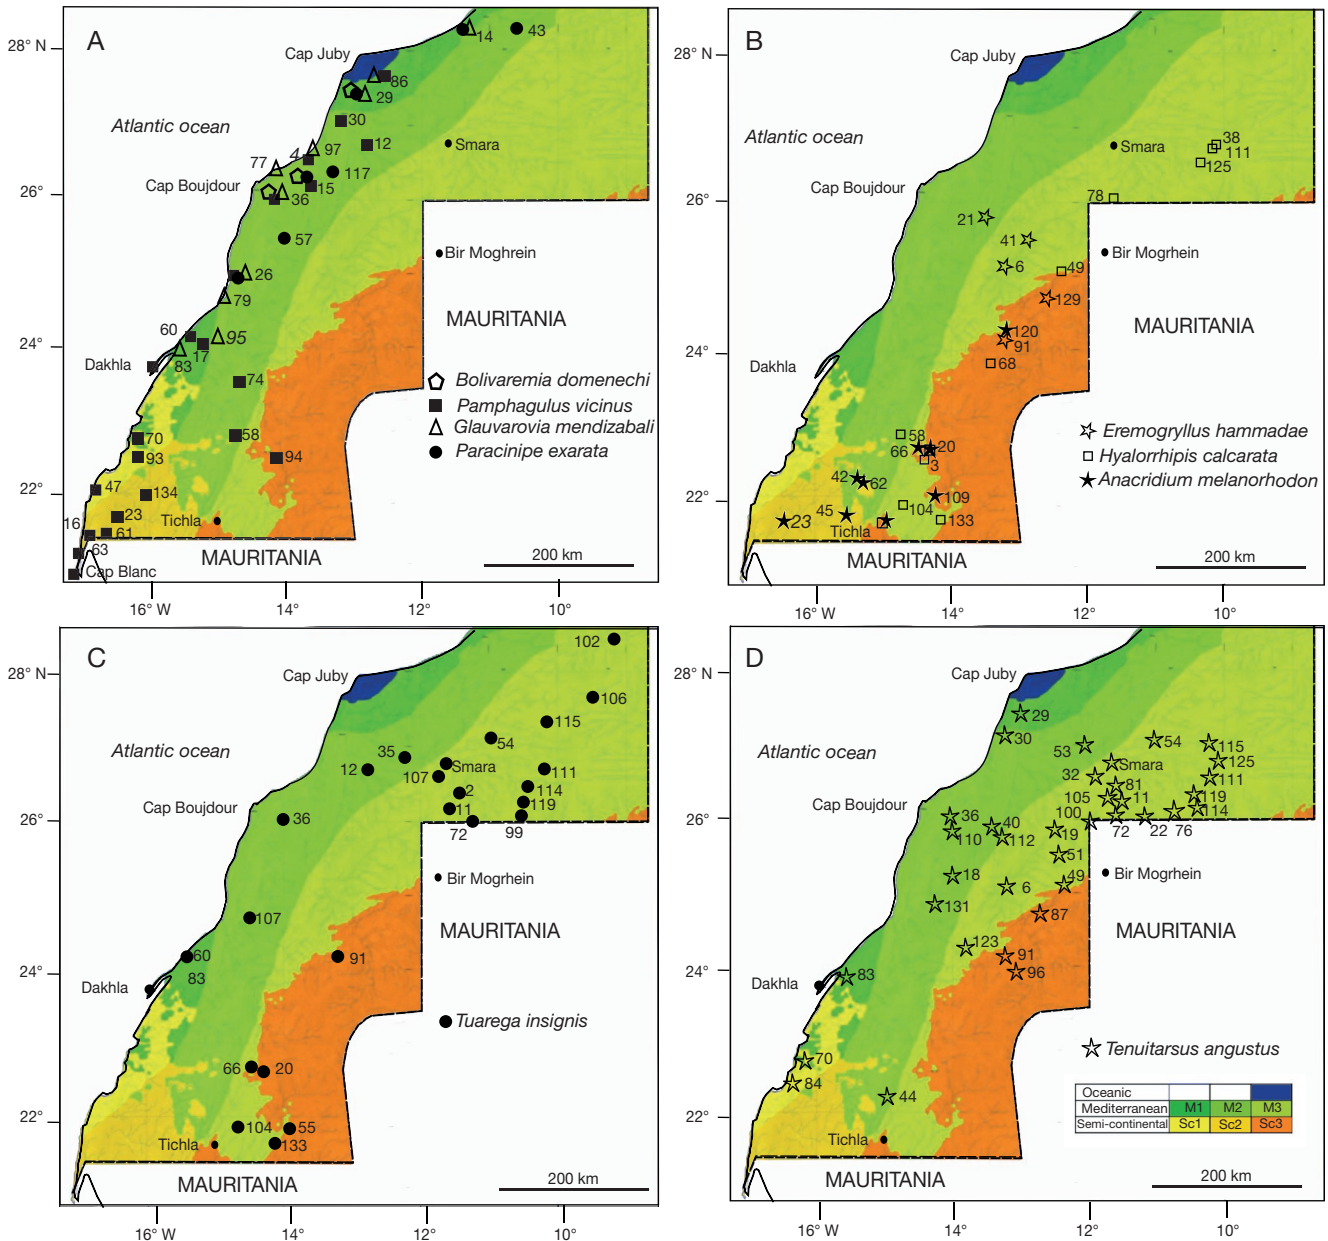 A
28° N
Cap Juby
14
43
86
29
Atlantic ocean
30
12
Smara
4
97
77
117
Cap Boujdour
15
36
26°
57
Bir Moghrein
26
79
MAURITANIA
60
95
17
24°
Dakhla
83
74
Bolivaremia domenechi
Pamphagulus vicinus
Glauvarovia mendizabali
Paracinipe exarata
70
58
93
94
47
134
22°
23
Tichla
16
61
63
MAURITANIA
200 km
Cap Blanc
16° W
14°
12°
10°
B
28° N
Cap Juby
Atlantic ocean
38
Smara
111
125
Cap Boujdour
78
26°
21
41
Bir Mogrhein
6
49
129
MAURITANIA
120
91
24°
68
Dakhla
58
Eremogryllus hammadae
Hyalorrhipis calcarata
Anacridium melanorhodon
66
20
3
42
62
109
22°
45
104
23
133
Tichla
MAURITANIA
200 km
16° W
14°
12°
10°
C
102
28° N
Cap Juby
106
115
Atlantic ocean
54
35
12
Smara
107
111
2
114
Cap Boujdour
11
119
36
26°
72
99
Bir Mogrhein
107
MAURITANIA
60
91
83
24°
Dakhla
Tuarega insignis
66
20
104
55
22°
Tichla
133
MAURITANIA
200 km
16° W
14°
12°
10°
D
28° N
Cap Juby
29
30
Atlantic ocean
53
54
115
Smara
125
32
81
111
105
11
119
Cap Boujdour
100
114
36
40
26°
110
112
19
72
22
76
51
18
6
49
Bir Mogrhein
131
87
MAURITANIA
123
91
96
24°
83
Dakhla
Tenuitarsus angustus
70
84
44
Oceanic
Mediterranean M1 M2 M3
Semi-continental Sc1 Sc2 Sc3
22°
Tichla
MAURITANIA
200 km
16° W
14°
12°
10°